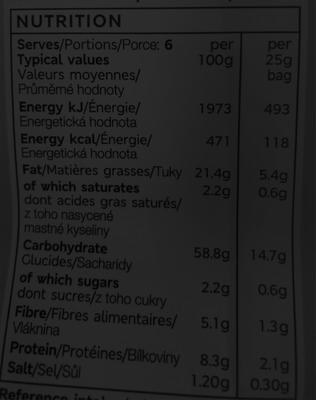 NUTRITION
Serves/Portions/Porce: 6 per per
Typical values 100g 25g
Valeurs moyennes/ bag
Průměrné hodnoty
Energy kJ/Énergie/ 1973 493
Energetická hodnota
Energy kcal/Énergie/ 471 118
Energetická hodnota
Fat/Matières grasses/Tuky 21.4g 5.4g
of which saturates 2.2g 0.6g
dont acides gras saturés/
z toho nasycené
mastné kyseliny
Carbohydrate 58.8g 14.7g
Glucides/Sacharidy
of which sugars 2.2g 0.6g
dont sucres/z toho cukry
Fibre/Fibres alimentaires/ 5.1g 1.3g
Vláknina
Protein/Protéines/Bílkoviny 8.3g 2.1g
Salt/Sel/Sůl 1.20g 0.30g
Reference